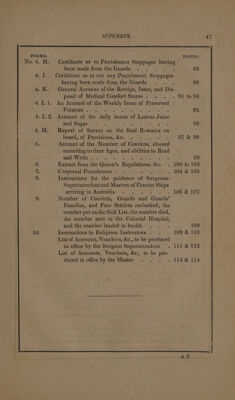 APPENDIX. 47
FORMS. PAGES.
No. 4. H. Certificate as to Punishment Stoppages having
been made from the Guards . . . . . . 89
4. I. Certificate as to not any Punishment Stoppages
having been made from the Guards . . . 90
4. K. General Account of the Receipt, Issue, and Dis-
posal of Medical Comfort Stores . . . . 91 to 94
4. L 1. An Account of the Weekly Issue of Preserved
Potatoes . . . . . . . . . . . 95
4. L 2. Account of the daily issues of Lemon-Juice
and Sugar . . . . . . . . . . . 96
4. M. Report of Survey on the final Remains on
board, of Provisions, &c. . . . . . . 97 & 98
5. Account of the Number of Convicts, classed
according to their Ages, and abilities to Read
and Write . . . . . . . . . . . 99
6. Extract from the Queen's Regulations, &c. . 100 to 103
7. Corporal Punishment . . . . . . . . 104 & 105
8. Instructions for the guidance of Surgeons-
Superintendent and Masters of Convict Ships
arriving in Australia . . . . . . . 106 & 107
9. Number of Convicts, Guards and Guards'
Families, and Free Settlers embarked, the
number put on the Sick List, the number died,
the number sent to the Colonial Hospital,
and the number landed in health . . . 108
10. Instructions to Religious Instructors . . . 109 & 110
List of Accounts, Vouchers, &c., to be produced
in office by the Surgeon Superintendent . 111 & 112
List of Accounts, Vouchers, &c., to be pro-
duced in office by the Master . . . . 113 & 114